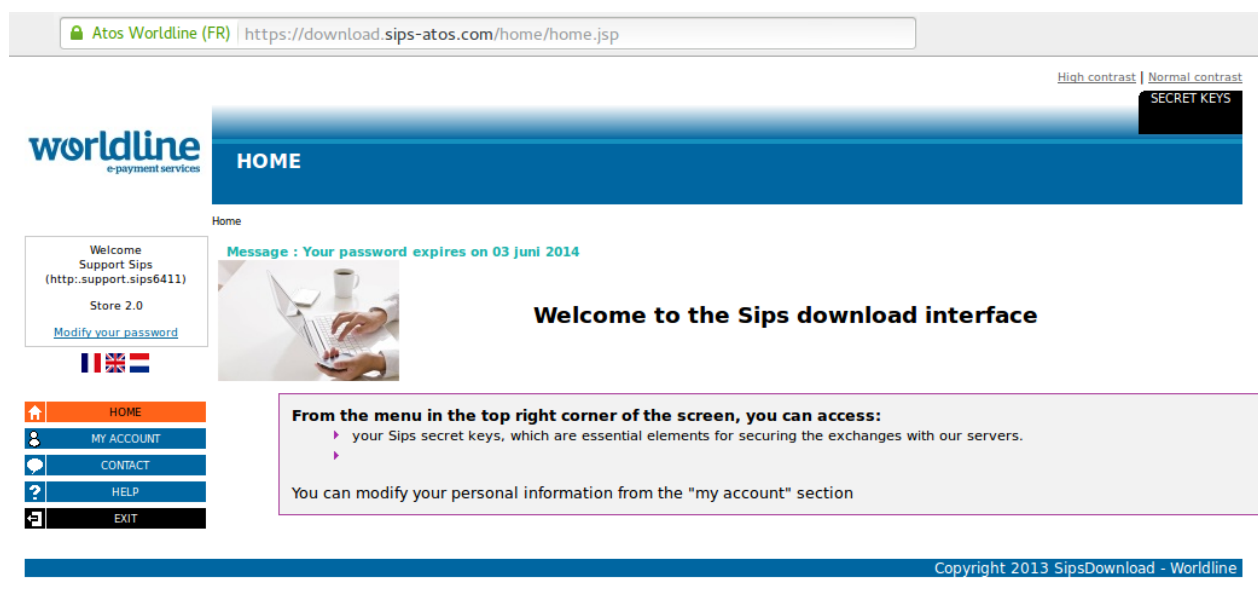 Atos Worldline (FR) https://download.sips-atos.com/home/home.jsp
High contrast | Normal contrast
SECRET KEYS
worldline
e-payment services
HOME
Home
Welcome
Support Sips
(http:.support.sips6411)
Store 2.0
Modify your password
Message : Your password expires on 03 juni 2014
Welcome to the Sips download interface
HOME
MY ACCOUNT
CONTACT
? HELP
EXIT
From the menu in the top right corner of the screen, you can access:
your Sips secret keys, which are essential elements for securing the exchanges with our servers.
You can modify your personal information from the "my account" section
Copyright 2013 SipsDownload - Worldline